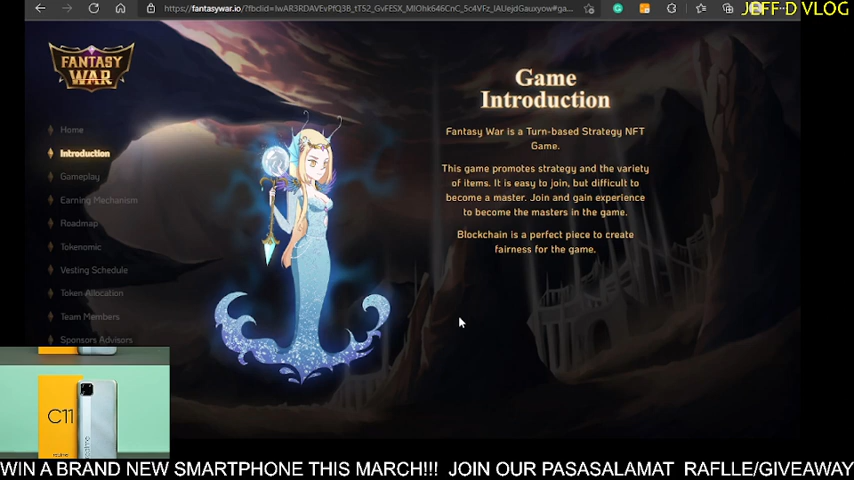 JEFF D VLOG
FANTASY
WAR
Game
Introduction
Fantasy War is a Turn-based Strategy NFT
Game.
This game promotes strategy and the variety
of items. It is easy to join, but difficult to
become a master. Join and gain experience
to become the masters in the game.
Blockchain is a perfect piece to create
fairness for the game.
Home
Introduction
Gameplay
Earning Mechanism
Roadmap
Tokenomic
Vesting Schedule
Token Allocation
Team Members
Sponsors Advisors
C11
realme
WIN A BRAND NEW SMARTPHONE THIS MARCH!!! JOIN OUR PASASALAMAT RAFLLE/GIVEAWAY